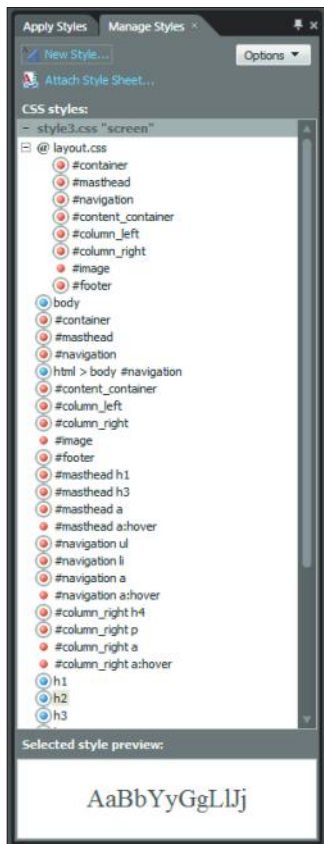 Apply Styles Manage Styles ×
New Style... Options
Attach Style Sheet...
CSS styles:
style3.css "screen"
@ layout.css
#container
#masthead
#navigation
#content_container
#column_left
#column_right
#image
#footer
body
#container
#masthead
#navigation
html > body #navigation
#content_container
#column_left
#column_right
#image
#footer
#masthead h1
#masthead h3
#masthead a
#masthead a:hover
#navigation ul
#navigation li
#navigation a
#navigation a:hover
#column_right h4
#column_right p
#column_right a
#column_right a:hover
h1
h2
h3
Selected style preview:
AaBbYyGgLlJj